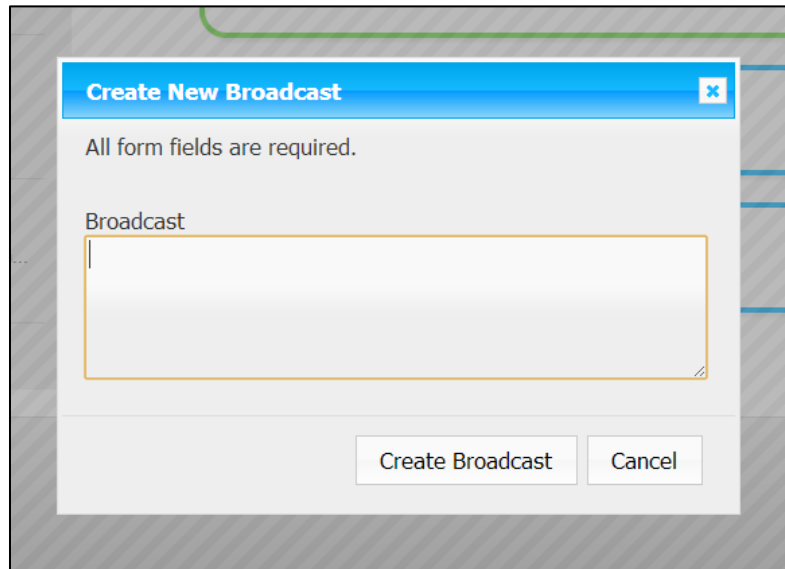 Create New Broadcast
All form fields are required.
Broadcast
Create Broadcast
Cancel